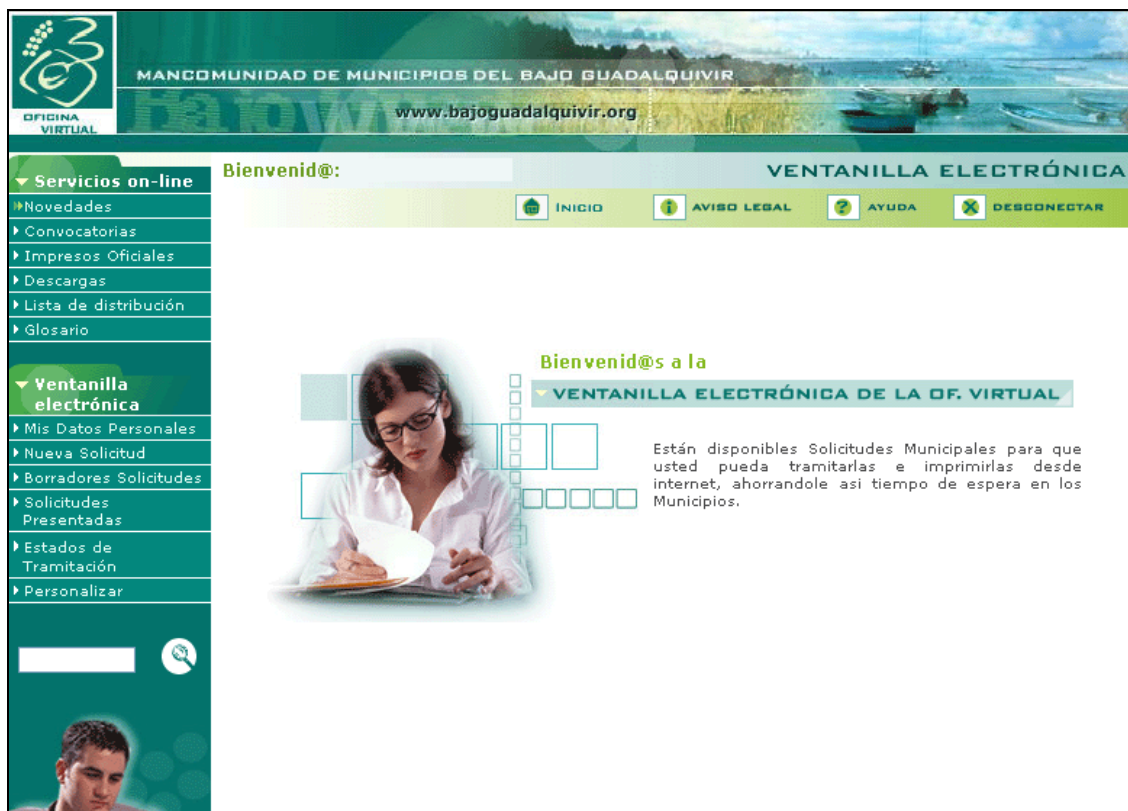 MANCOMUNIDAD DE MUNICIPIOS DEL BAJO GUADALQUIVIR
www.bajoguadalquivir.org
OFICINA
VIRTUAL
Bienvenid@:
VENTANILLA ELECTRÓNICA
INICIO
AVISO LEGAL
AYUDA
DESCONECTAR
Servicios on-line
Novedades
Convocatorias
Impresos Oficiales
Descargas
Lista de distribución
Glosario
Ventanilla
electrónica
Mis Datos Personales
Nueva Solicitud
Borradores Solicitudes
Solicitudes
Presentadas
Estados de
Tramitación
Personalizar
Bienvenid@s a la
VENTANILLA ELECTRÓNICA DE LA OF. VIRTUAL
Están disponibles Solicitudes Municipales para que
usted pueda tramitarlas e imprimirlas desde
internet, ahorrandole asi tiempo de espera en los
Municipios.